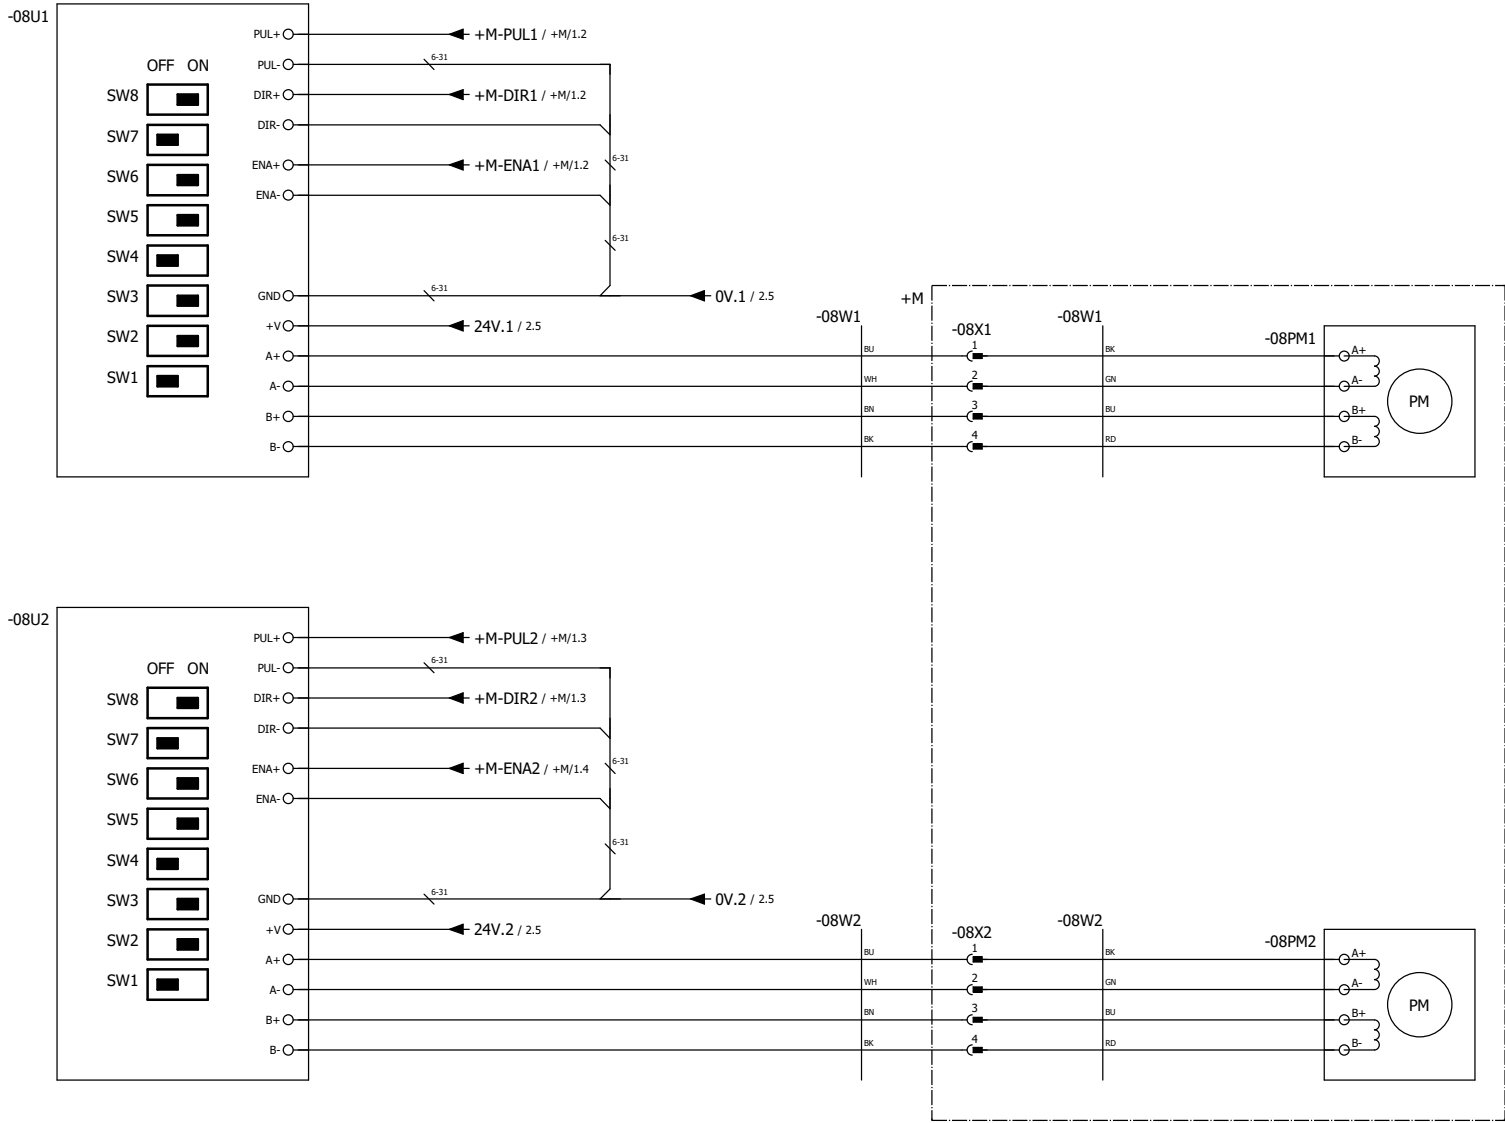 -08U1
PUL+
+M-PUL1 / +M/1.2
PUL-
6-31
OFF ON
SW8
DIR+
+M-DIR1 / +M/1.2
DIR-
SW7
ENA+
+M-ENA1 / +M/1.2
6-31
SW6
ENA-
SW5
6-31
SW4
SW3
GND
6-31
0V.1 / 2.5
+M
+V
24V.1 / 2.5
-08W1
-08X1
-08W1
-08PM1
SW2
A+
BU
1
BK
A+
SW1
A-
WH
2
GN
A-
PM
B+
BN
3
BU
B+
B-
BK
4
RD
B-
-08U2
PUL+
+M-PUL2 / +M/1.3
PUL-
6-31
OFF ON
SW8
DIR+
+M-DIR2 / +M/1.3
DIR-
SW7
ENA+
+M-ENA2 / +M/1.4
6-31
SW6
ENA-
SW5
6-31
SW4
SW3
GND
6-31
0V.2 / 2.5
+V
24V.2 / 2.5
-08W2
-08X2
-08W2
-08PM2
SW2
A+
BU
1
BK
A+
SW1
A-
WH
2
GN
A-
PM
B+
BN
3
BU
B+
B-
BK
4
RD
B-